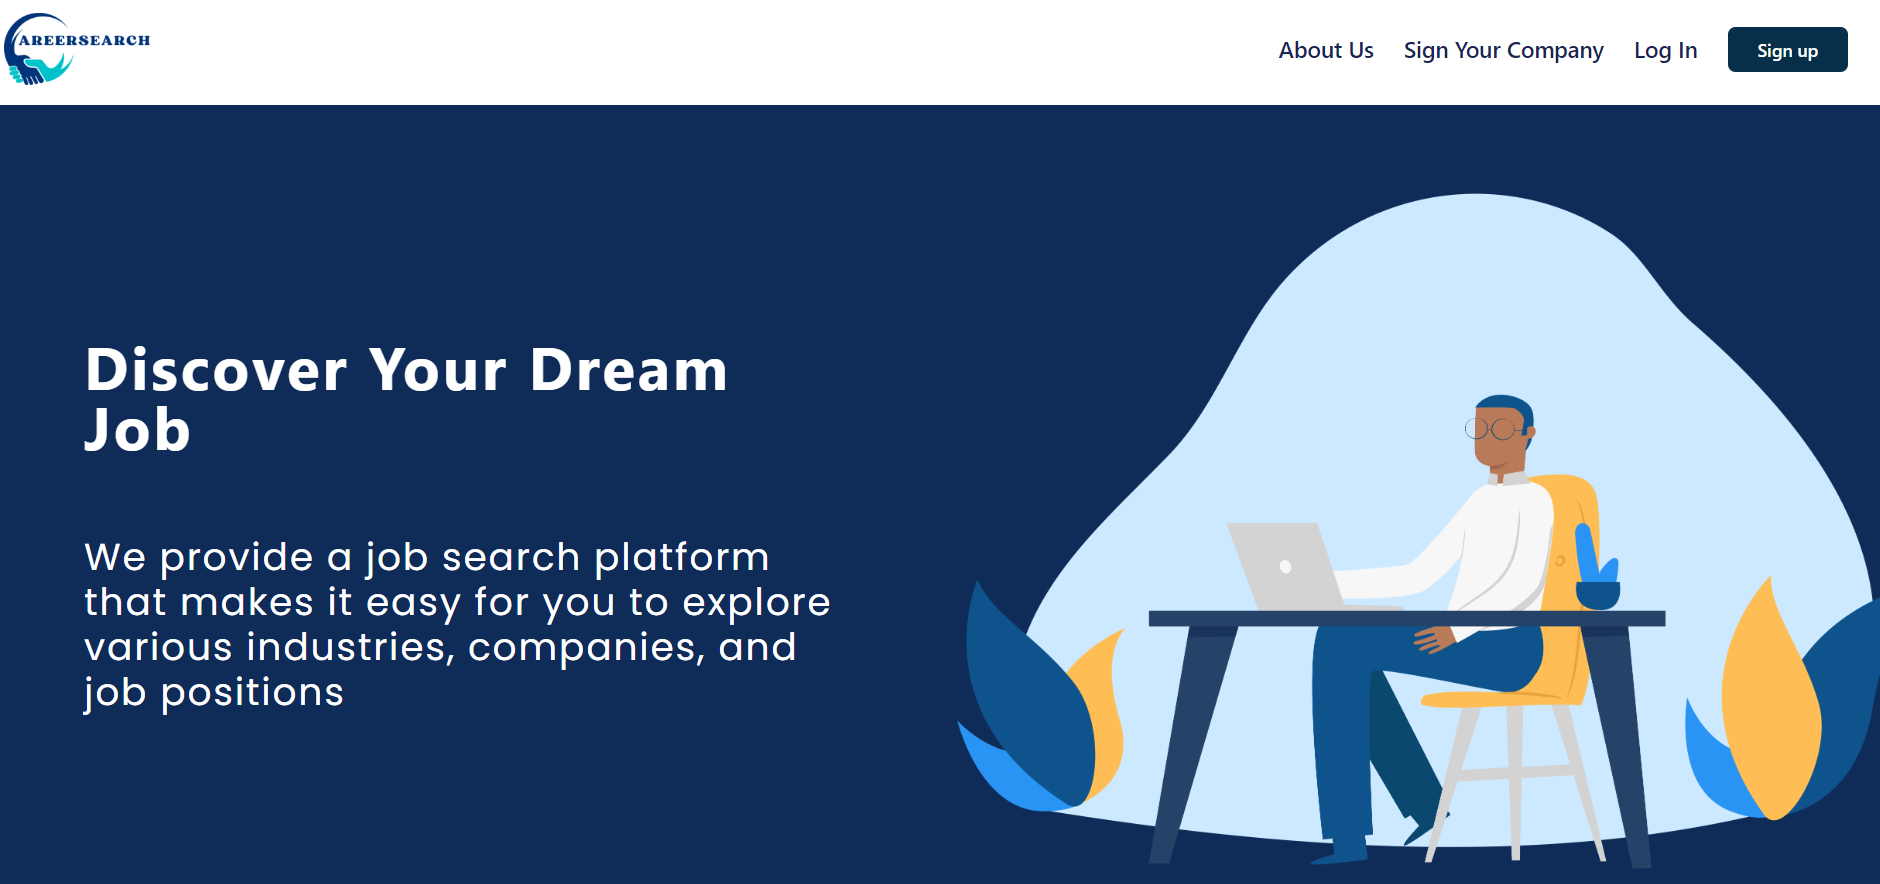 AREERSEARCH
About Us Sign Your Company Log In Sign up
Discover Your Dream
Job
We provide a job search platform
that makes it easy for you to explore
various industries, companies, and
job positions